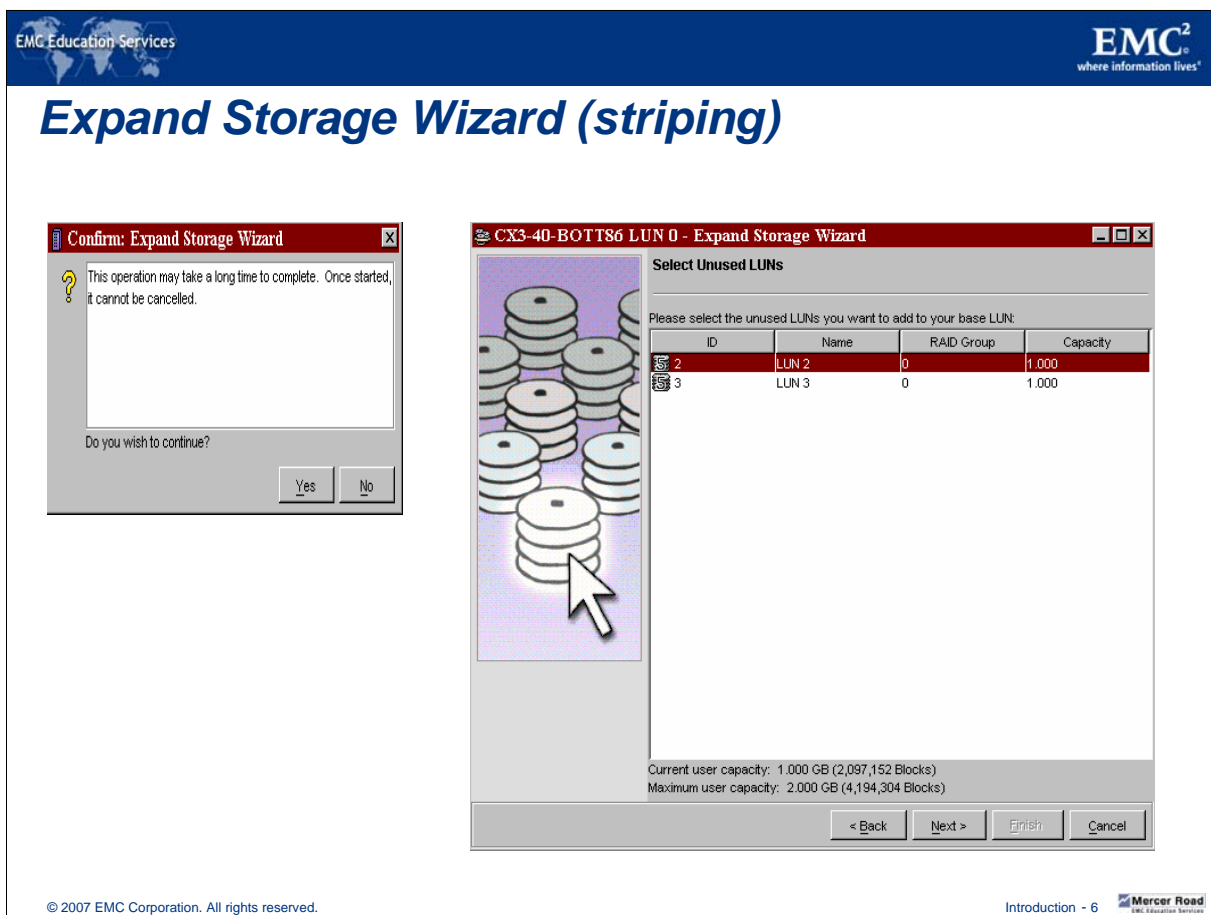 EMC Education Services
EMC²
where information lives®
Expand Storage Wizard (striping)
Confirm: Expand Storage Wizard
This operation may take a long time to complete. Once started,
it cannot be cancelled.
Do you wish to continue?
Yes No
CX3-40-BOTT86 LUN 0 - Expand Storage Wizard
Select Unused LUNs
Please select the unused LUNs you want to add to your base LUN:
ID Name RAID Group Capacity
2 LUN 2 0 1.000
3 LUN 3 0 1.000
Current user capacity: 1.000 GB (2,097,152 Blocks)
Maximum user capacity: 2.000 GB (4,194,304 Blocks)
< Back Next > Finish Cancel
© 2007 EMC Corporation. All rights reserved.
Introduction - 6
Mercer Road
EMC Education Services